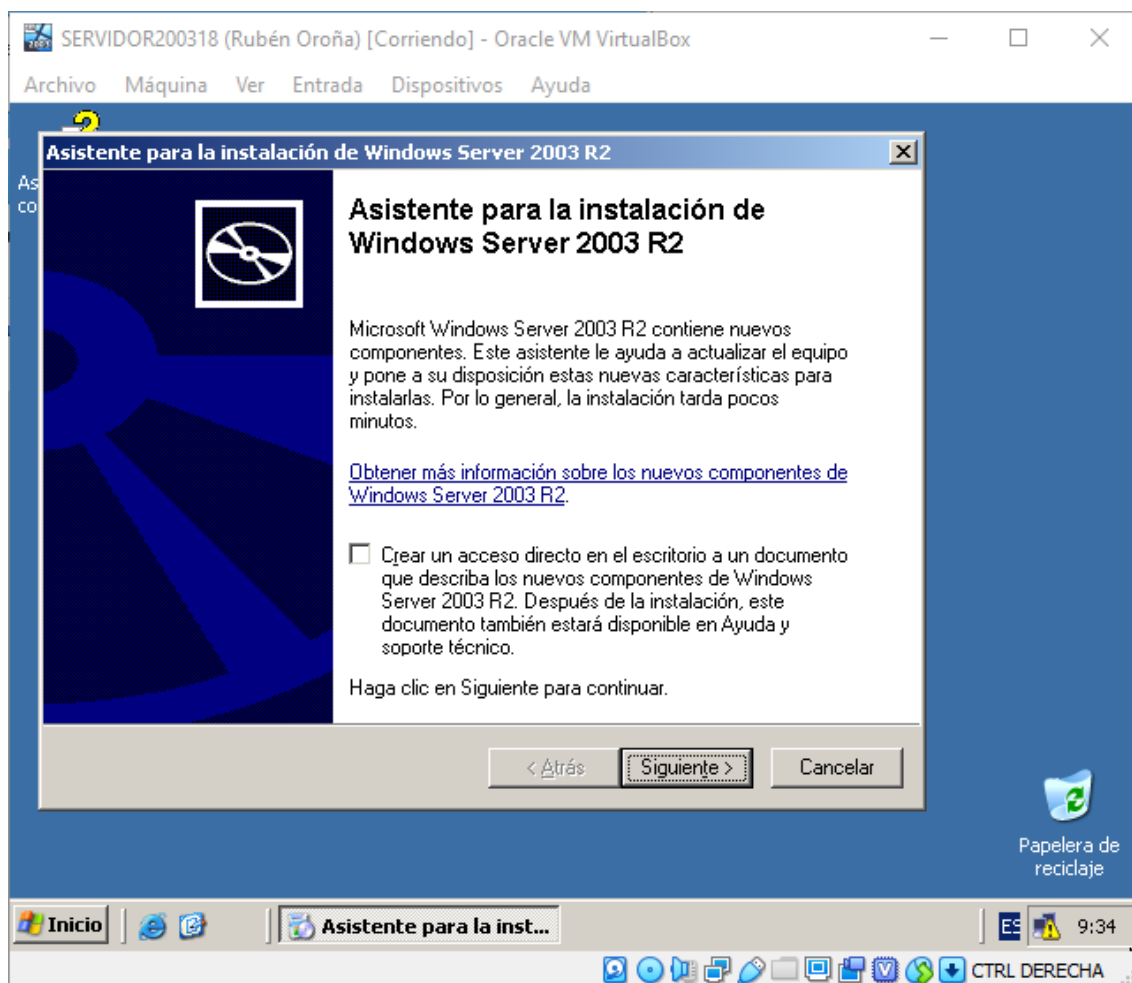 SERVIDOR200318 (Rubén Oroña) [Corriendo] - Oracle VM VirtualBox
Archivo Máquina Ver Entrada Dispositivos Ayuda
Asistente para la instalación de Windows Server 2003 R2
As
co
Asistente para la instalación de
Windows Server 2003 R2
Microsoft Windows Server 2003 R2 contiene nuevos
componentes. Este asistente le ayuda a actualizar el equipo
y pone a su disposición estas nuevas características para
instalarlas. Por lo general, la instalación tarda pocos
minutos.
Obtener más información sobre los nuevos componentes de
Windows Server 2003 R2.
Crear un acceso directo en el escritorio a un documento
que describa los nuevos componentes de Windows
Server 2003 R2. Después de la instalación, este
documento también estará disponible en Ayuda y
soporte técnico.
Haga clic en Siguiente para continuar.
< Atrás Siguiente > Cancelar
Papelera de
reciclaje
Inicio Asistente para la inst... ES 9:34
CTRL DERECHA